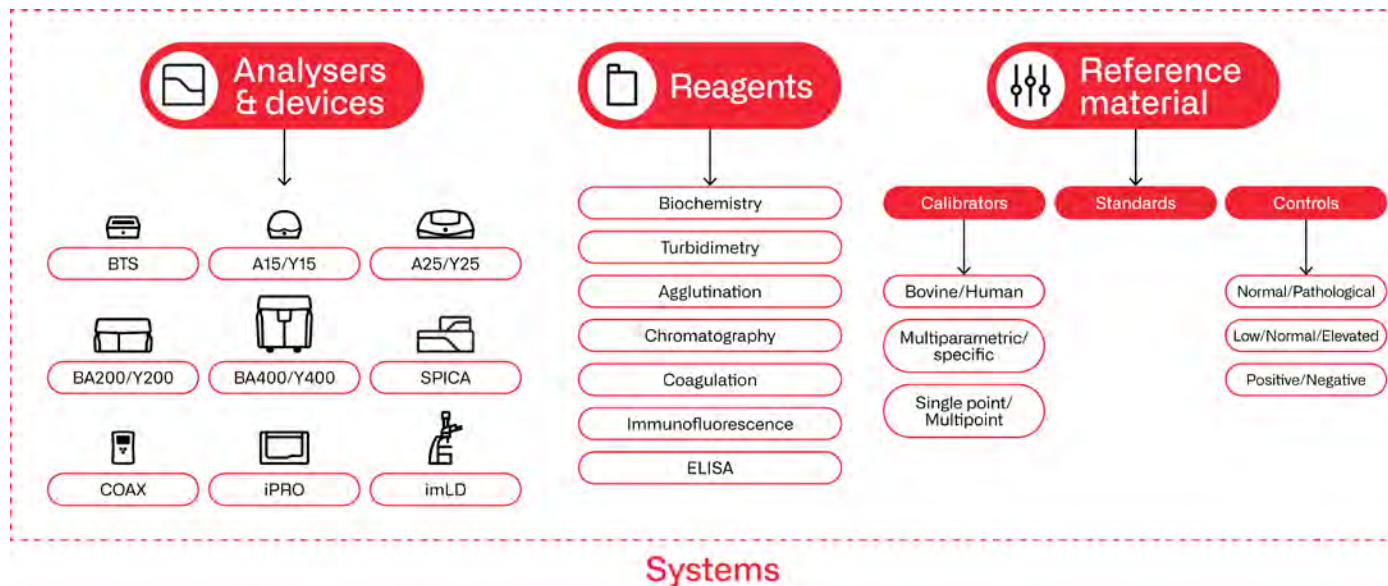 Analysers
& devices
Reagents
Reference
material
BTS
A15/Y15
A25/Y25
BA200/Y200
BA400/Y400
SPICA
COAX
iPRO
imLD
Biochemistry
Turbidimetry
Agglutination
Chromatography
Coagulation
Immunofluorescence
ELISA
Calibrators
Standards
Controls
Bovine/Human
Multiparametric/
specific
Single point/
Multipoint
Normal/Pathological
Low/Normal/Elevated
Positive/Negative
Systems